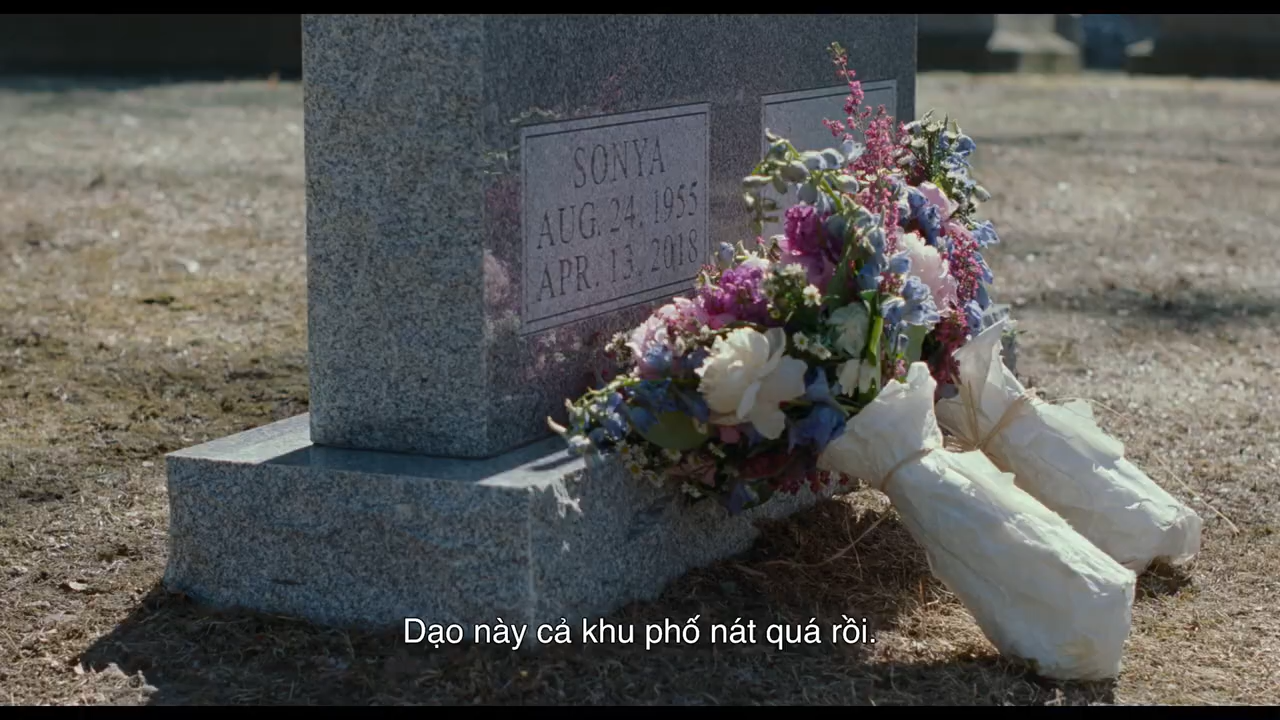 SONYA
AUG. 24, 1955
APR. 13, 2018
Dạo này cả khu phố nát quá rồi.